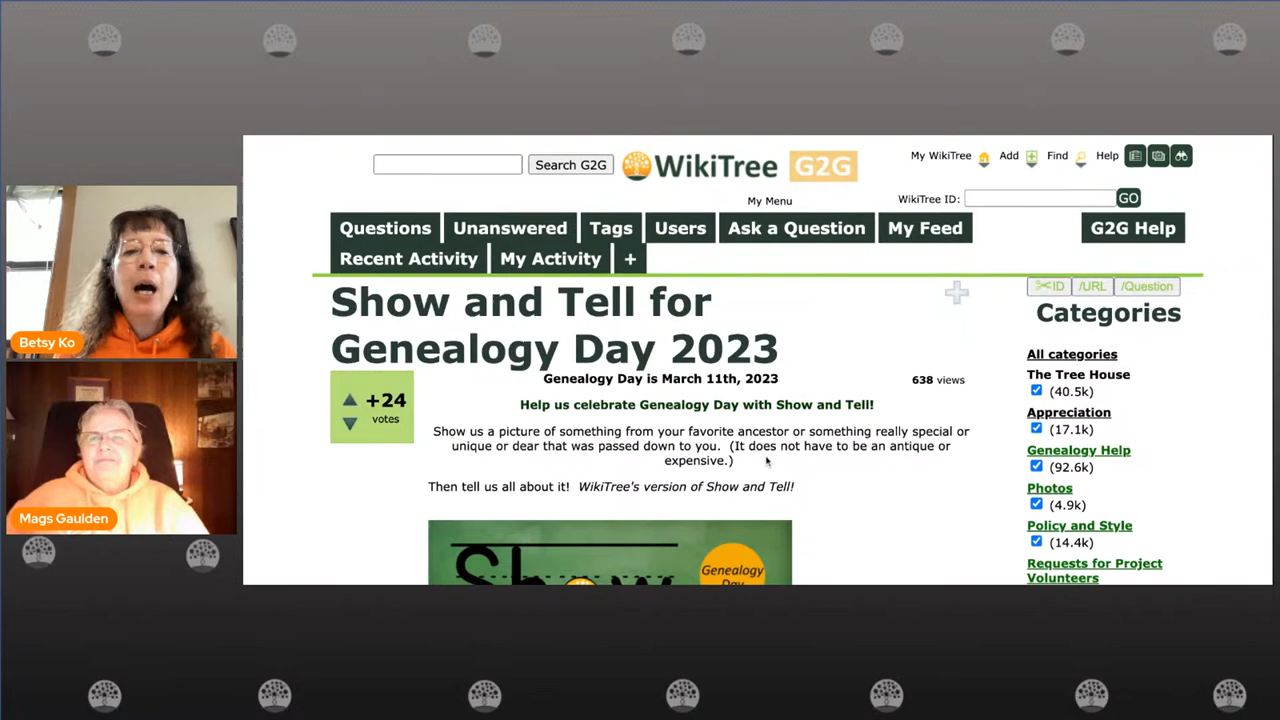 Search G2G
WikiTree G2G
My WikiTree Add Find Help
My Menu
WikiTree ID: GO
Questions Unanswered Tags Users Ask a Question My Feed G2G Help
Recent Activity My Activity +
ID /URL /Question
Show and Tell for
Genealogy Day 2023
+24
votes
Genealogy Day is March 11th, 2023
638 views
Help us celebrate Genealogy Day with Show and Tell!
Show us a picture of something from your favorite ancestor or something really special or
unique or dear that was passed down to you. (It does not have to be an antique or
expensive.)
Then tell us all about it! WikiTree's version of Show and Tell!
Show
Genealogy
Day
Categories
All categories
The Tree House
(40.5k)
Appreciation
(17.1k)
Genealogy Help
(92.6k)
Photos
(4.9k)
Policy and Style
(14.4k)
Requests for Project
Volunteers
Betsy Ko
Mags Gaulden